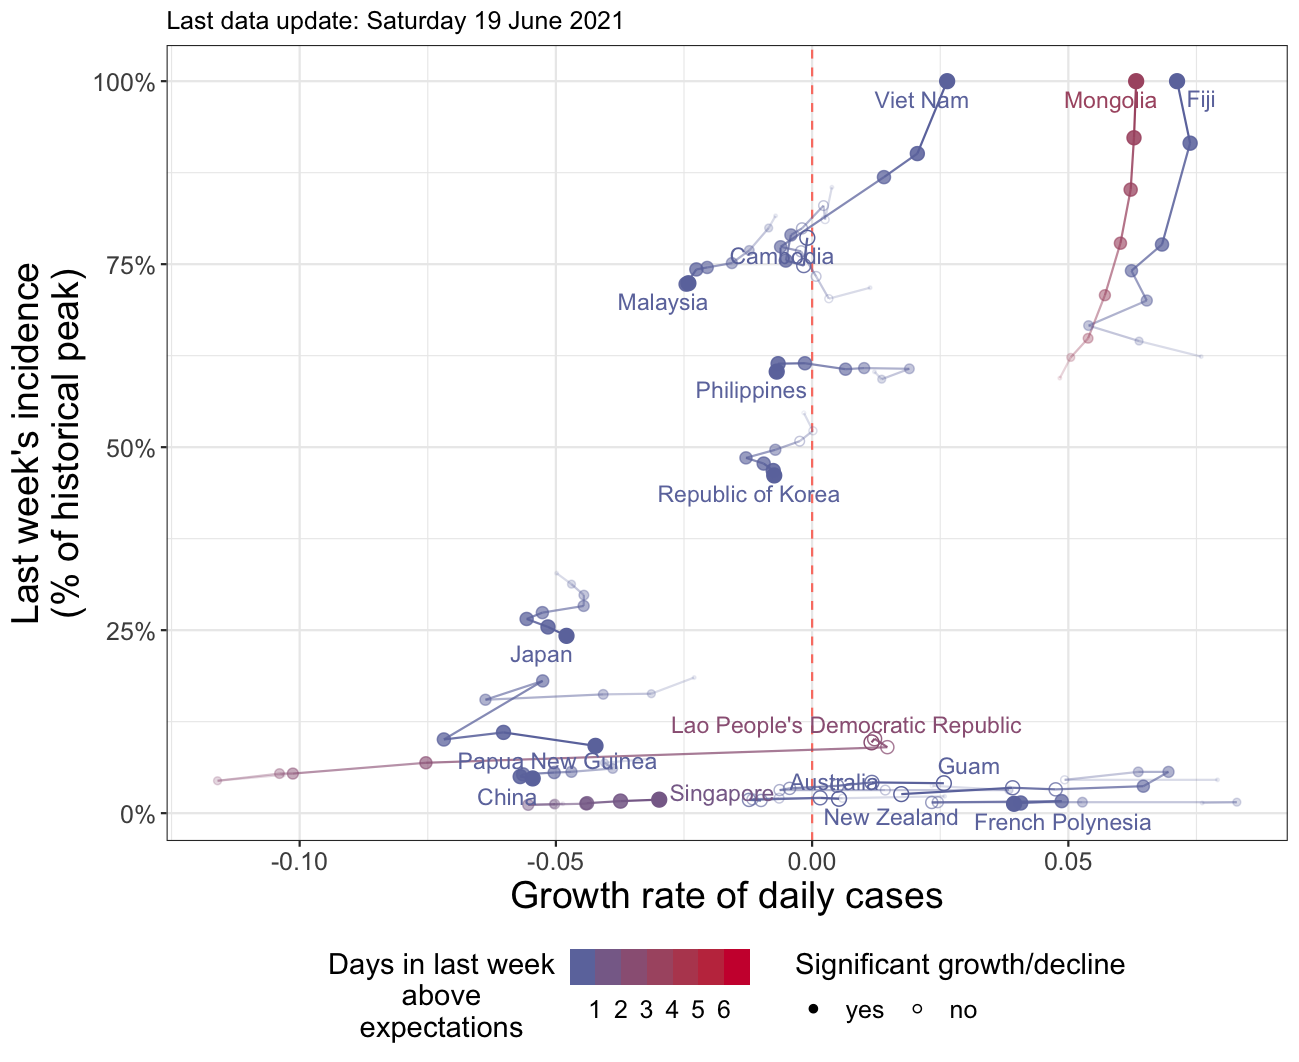 Last data update: Saturday 19 June 2021
100%
75%
50%
25%
0%
Last week's incidence
(% of historical peak)
Viet Nam
Mongolia
Fiji
Cambodia
Malaysia
Philippines
Republic of Korea
Japan
Lao People's Democratic Republic
Papua New Guinea
Guam
Australia
China
Singapore
New Zealand
French Polynesia
-0.10
-0.05
0.00
0.05
Growth rate of daily cases
Days in last week
above
expectations
1 2 3 4 5 6
Significant growth/decline
yes
no